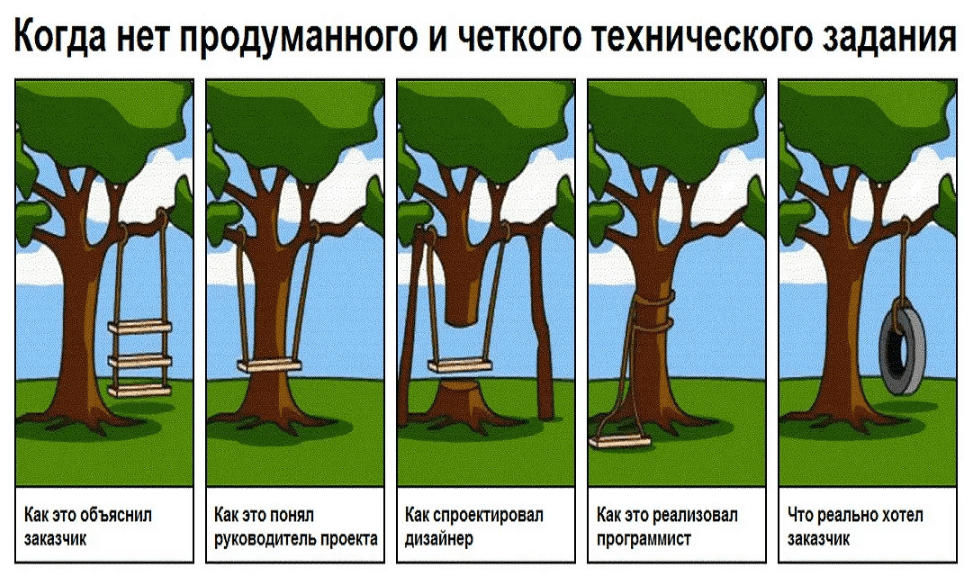 Когда нет продуманного и четкого технического задания
Как это объяснил
заказчик
Как это понял
руководитель проекта
Как спроектировал
дизайнер
Как это реализовал
программист
Что реально хотел
заказчик